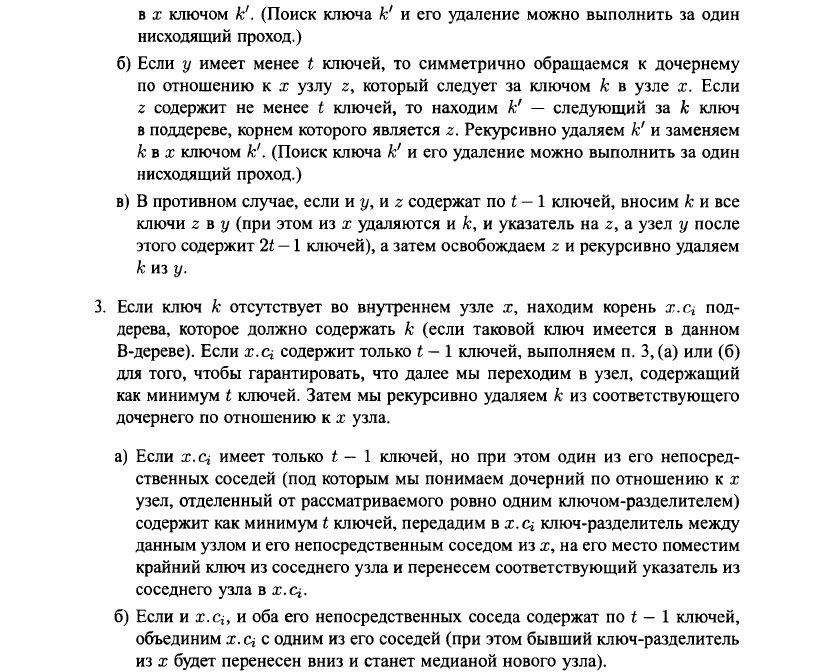 в x ключом k′. (Поиск ключа k′ и его удаление можно выполнить за один
нисходящий проход.)
б) Если y имеет менее t ключей, то симметрично обращаемся к дочернему
по отношению к x узлу z, который следует за ключом k в узле x. Если
z содержит не менее t ключей, то находим k′ — следующий за k ключ
в поддереве, корнем которого является z. Рекурсивно удаляем k′ и заменяем
k в x ключом k′. (Поиск ключа k′ и его удаление можно выполнить за один
нисходящий проход.)
в) В противном случае, если и y, и z содержат по t − 1 ключей, вносим k и все
ключи z в y (при этом из x удаляются и k, и указатель на z, а узел y после
этого содержит 2t − 1 ключей), а затем освобождаем z и рекурсивно удаляем
k из y.
3. Если ключ k отсутствует во внутреннем узле x, находим корень x.cᵢ под-
дерева, которое должно содержать k (если таковой ключ имеется в данном
B-дереве). Если x.cᵢ содержит только t − 1 ключей, выполняем п. 3, (а) или (б)
для того, чтобы гарантировать, что далее мы переходим в узел, содержащий
как минимум t ключей. Затем мы рекурсивно удаляем k из соответствующего
дочернего по отношению к x узла.
а) Если x.cᵢ имеет только t − 1 ключей, но при этом один из его непосред-
ственных соседей (под которым мы понимаем дочерний по отношению к x
узел, отделенный от рассматриваемого ровно одним ключом-разделителем)
содержит как минимум t ключей, передадим в x.cᵢ ключ-разделитель между
данным узлом и его непосредственным соседом из x, на его место поместим
крайний ключ из соседнего узла и перенесем соответствующий указатель из
соседнего узла в x.cᵢ.
б) Если и x.cᵢ, и оба его непосредственных соседа содержат по t − 1 ключей,
объединим x.cᵢ с одним из его соседей (при этом бывший ключ-разделитель
из x будет перенесен вниз и станет медианой нового узла).